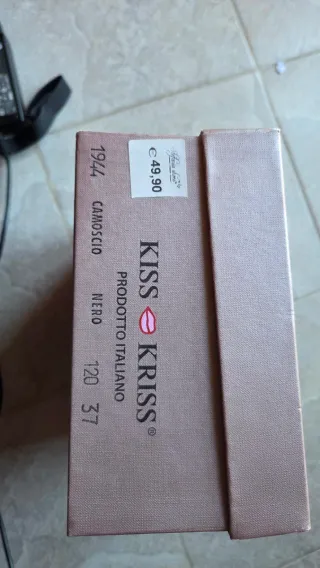 € 49,90
KISS KRISS®
PRODOTTO ITALIANO
1944 CAMOSCIO NERO 120 37